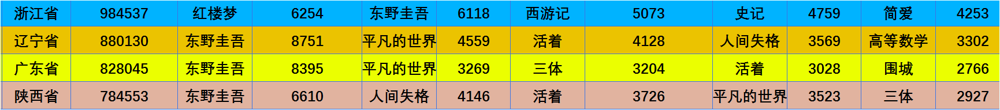 浙江省 984537 红楼梦 6254 东野圭吾 6118 西游记 5073 史记 4759 简爱 4253
辽宁省 880130 东野圭吾 8751 平凡的世界 4559 活着 4128 人间失格 3569 高等数学 3302
广东省 828045 东野圭吾 8395 平凡的世界 3269 三体 3204 活着 3028 围城 2766
陕西省 784553 东野圭吾 6610 人间失格 4146 活着 3726 平凡的世界 3523 三体 2927